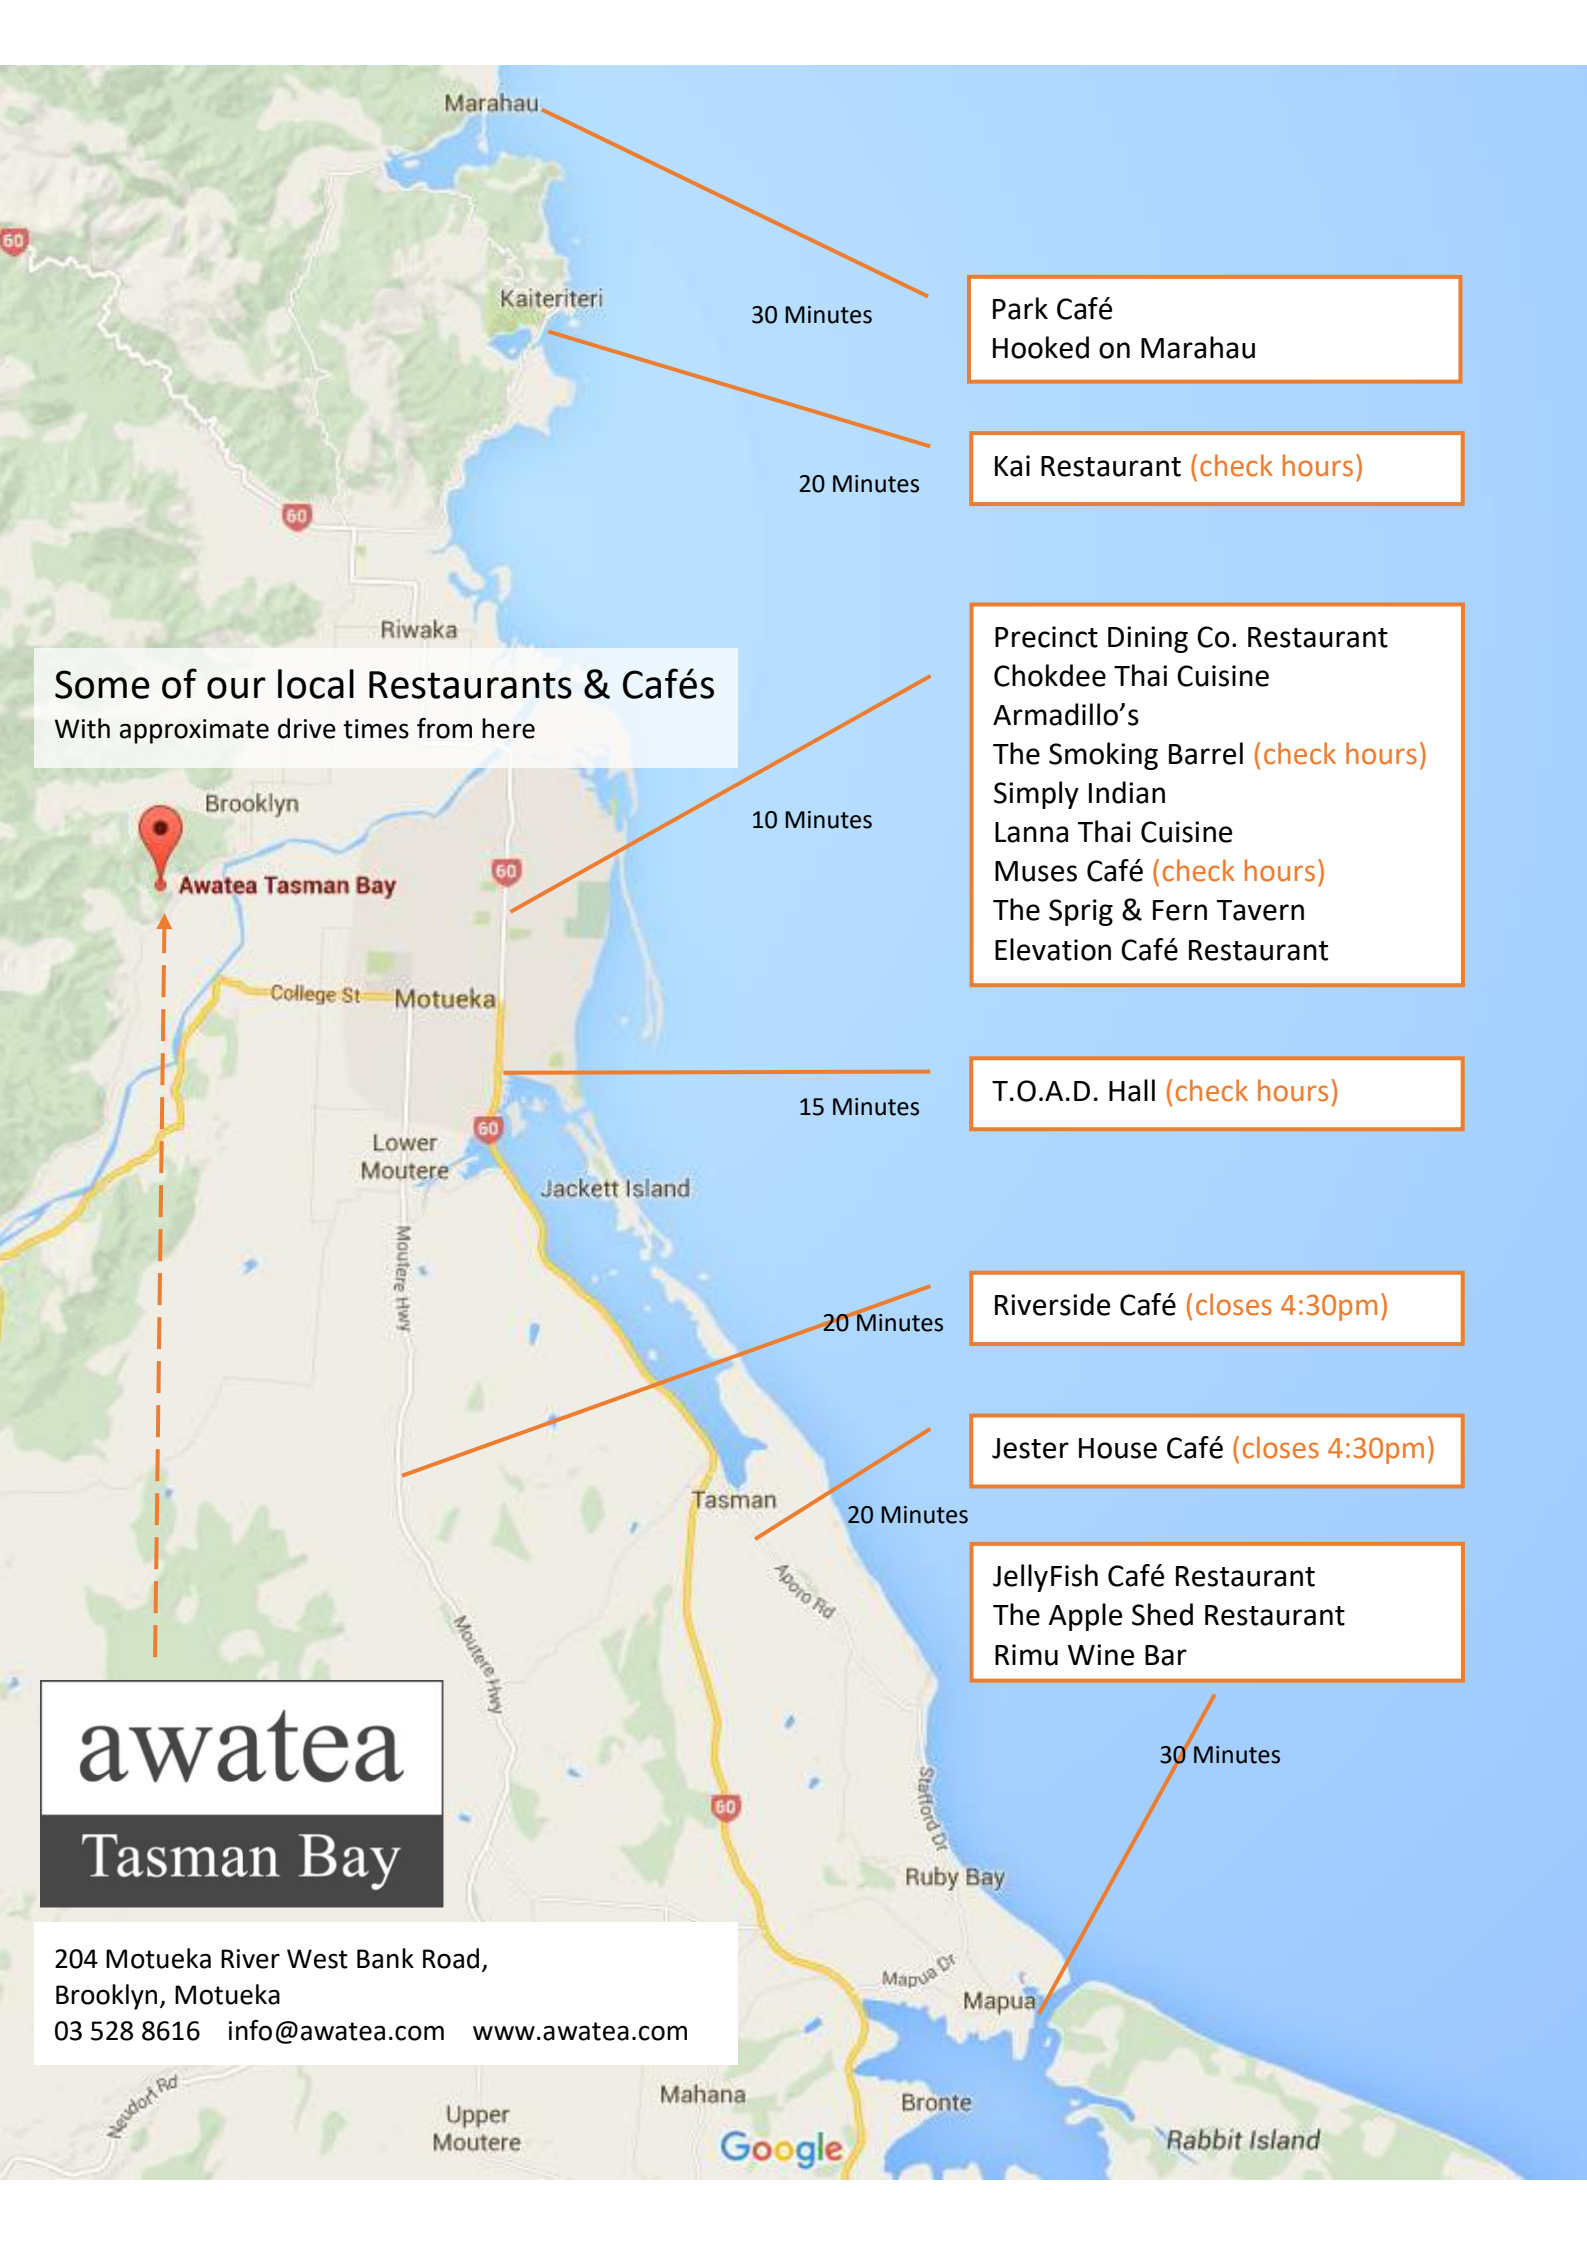 Marahau
60
Kaiteriteri
30 Minutes
Park Café
Hooked on Marahau
20 Minutes
Kai Restaurant (check hours)
60
Riwaka
Some of our local Restaurants & Cafés
With approximate drive times from here
Precinct Dining Co. Restaurant
Chokdee Thai Cuisine
Armadillo’s
The Smoking Barrel (check hours)
Simply Indian
Lanna Thai Cuisine
Muses Café (check hours)
The Sprig & Fern Tavern
Elevation Café Restaurant
10 Minutes
Brooklyn
60
Awatea Tasman Bay
College St
Motueka
15 Minutes
T.O.A.D. Hall (check hours)
60
Lower
Moutere
Jackett Island
Moutere Hwy
20 Minutes
Riverside Café (closes 4:30pm)
Jester House Café (closes 4:30pm)
Tasman
20 Minutes
Aporo Rd
JellyFish Café Restaurant
The Apple Shed Restaurant
Rimu Wine Bar
Moutere Hwy
30 Minutes
awatea
Tasman Bay
60
Stafford Dr
Ruby Bay
204 Motueka River West Bank Road,
Brooklyn, Motueka
03 528 8616 info@awatea.com www.awatea.com
Mapua Dr
Mapua
Neudorf Rd
Mahana
Bronte
Upper
Moutere
Google
Rabbit Island